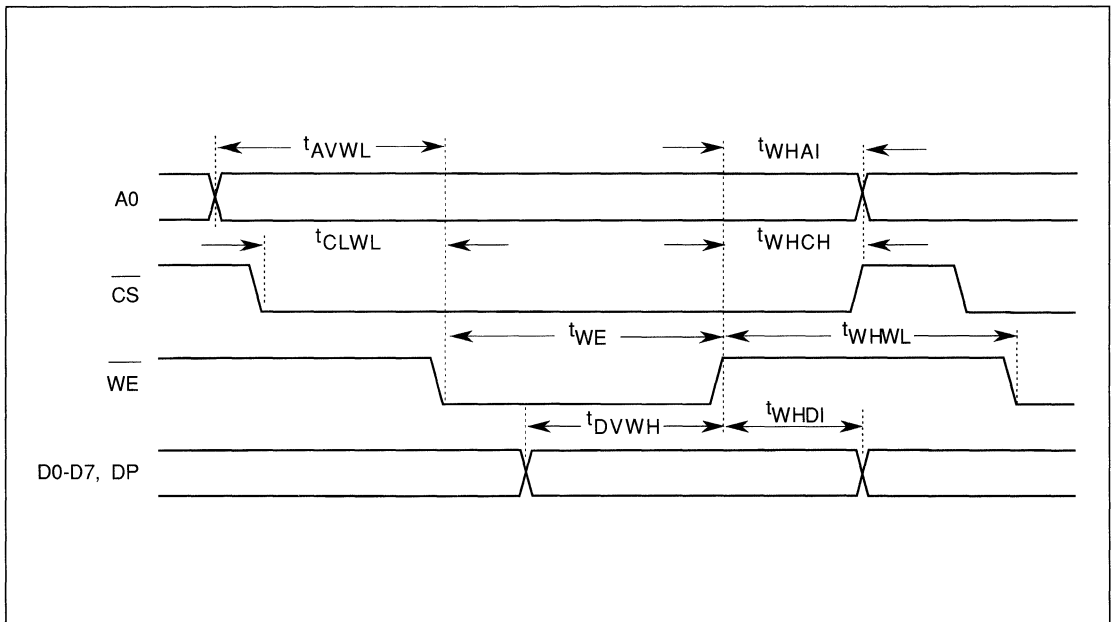 tAVWL tWHAI
A0
tCLWL tWHCH
CS
tWE tWHWL
WE
tDVWH tWHDI
D0-D7, DP